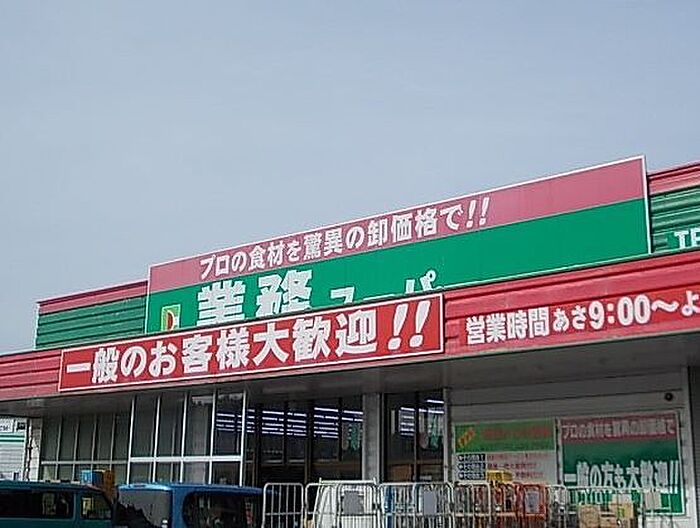 プロの食材を驚異の卸価格で!!
業務スーパー
TE
一般のお客様大歓迎!!
営業時間あさ9:00〜よ
プロの食材を驚異の卸価格で
一般の方も大歓迎!!